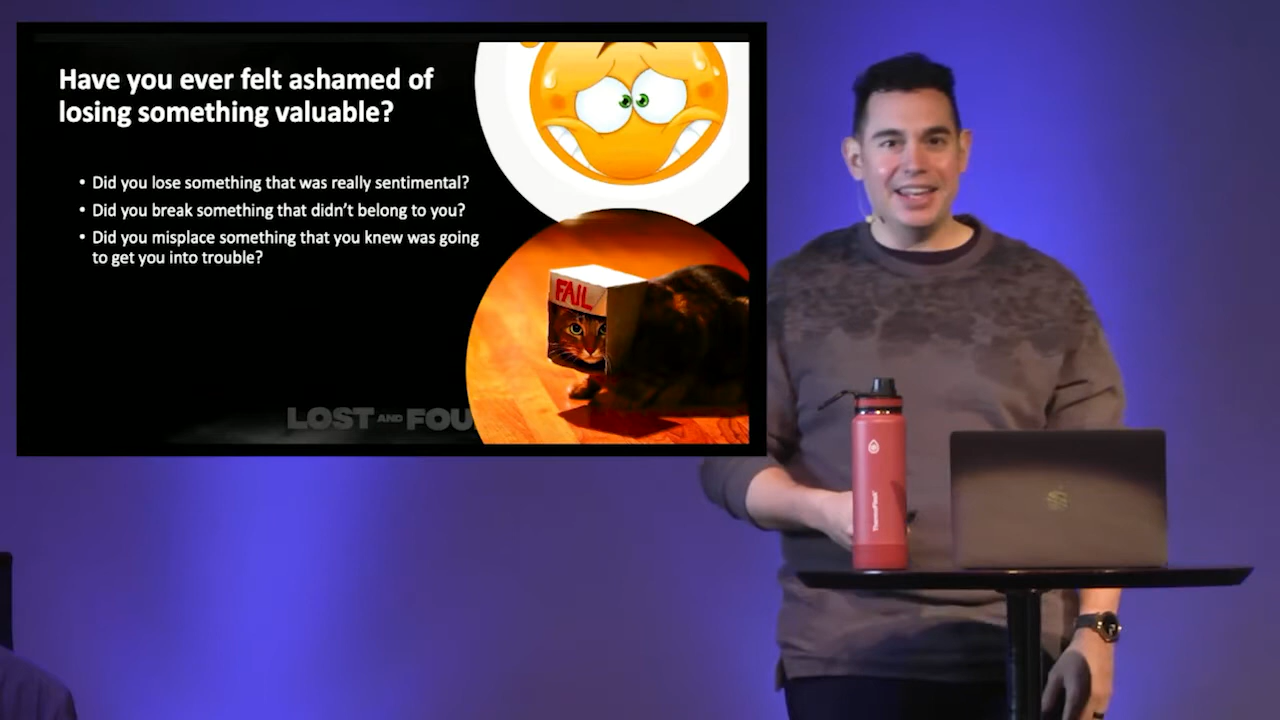 Have you ever felt ashamed of
losing something valuable?
• Did you lose something that was really sentimental?
• Did you break something that didn’t belong to you?
• Did you misplace something that you knew was going
to get you into trouble?
FAIL
LOST AND FOU
ThermoFlask